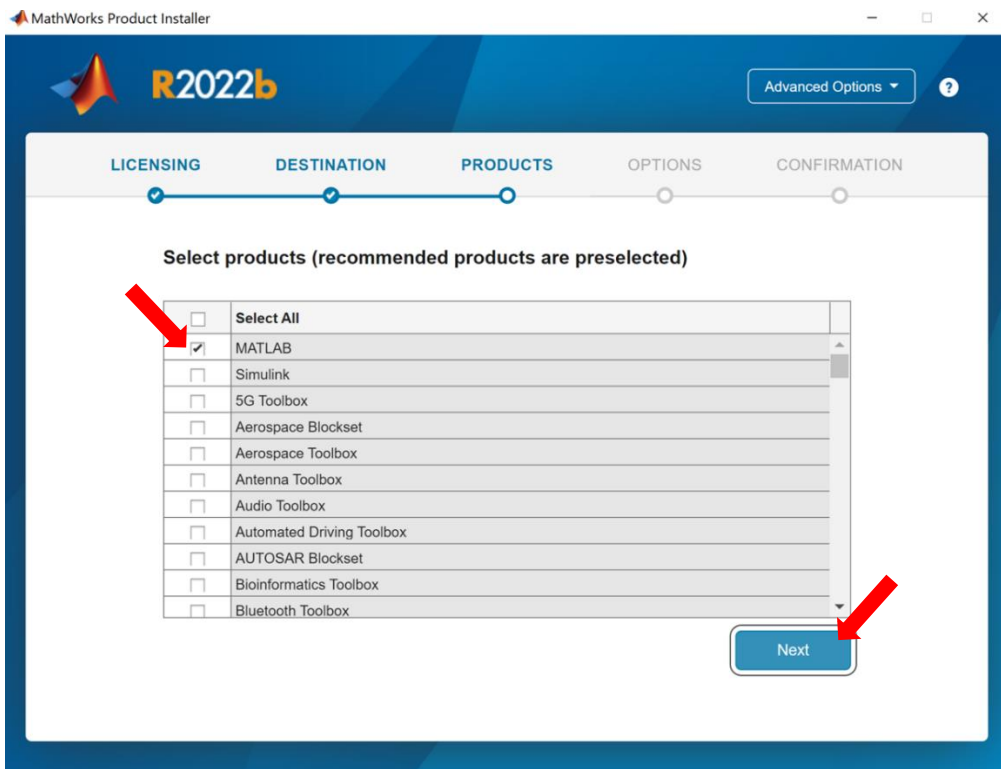 MathWorks Product Installer
R2022b
Advanced Options
?
LICENSING DESTINATION PRODUCTS OPTIONS CONFIRMATION
Select products (recommended products are preselected)
Select All
MATLAB
Simulink
5G Toolbox
Aerospace Blockset
Aerospace Toolbox
Antenna Toolbox
Audio Toolbox
Automated Driving Toolbox
AUTOSAR Blockset
Bioinformatics Toolbox
Bluetooth Toolbox
Next